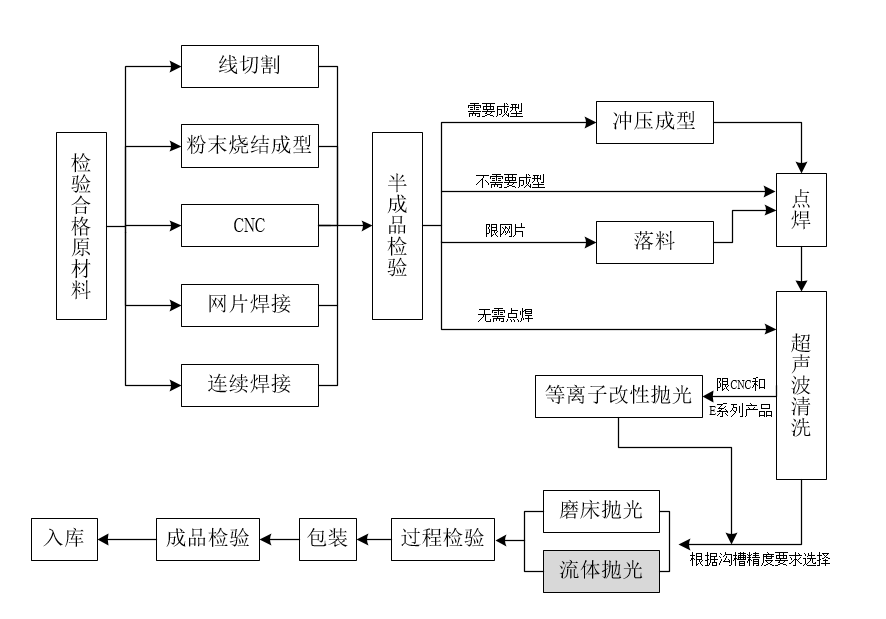 检验合格原材料
线切割
粉末烧结成型
CNC
网片焊接
连续焊接
半成品检验
需要成型
冲压成型
不需要成型
限网片
落料
无需点焊
点焊
超声波清洗
限CNC和
E系列产品
等离子改性抛光
根据沟槽精度要求选择
磨床抛光
流体抛光
过程检验
包装
成品检验
入库